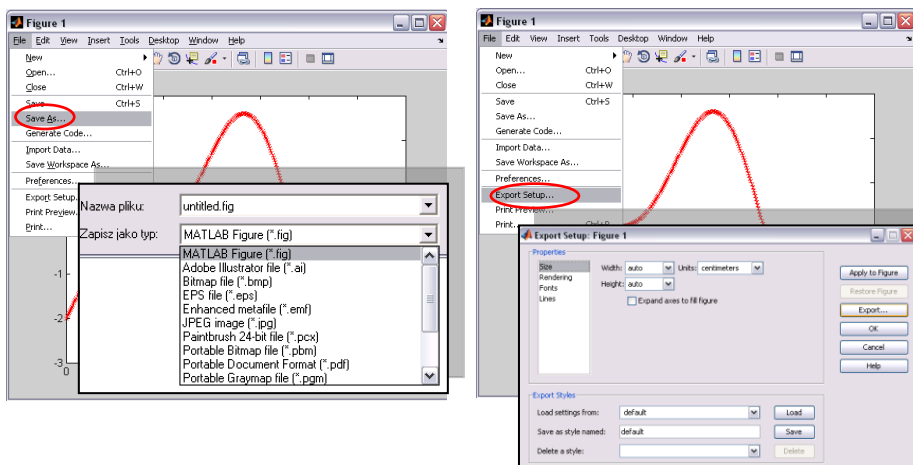 Figure 1
File Edit View Insert Tools Desktop Window Help
New
Open... Ctrl+O
Close Ctrl+W
Save Ctrl+S
Save As...
Generate Code...
Import Data...
Save Workspace As...
Preferences...
Export Setup...
Print Preview...
Print...
-1
-2
-3
0
Nazwa pliku: untitled.fig
Zapisz jako typ: MATLAB Figure (*.fig)
MATLAB Figure (*.fig)
Adobe Illustrator file (*.ai)
Bitmap file (*.bmp)
EPS file (*.eps)
Enhanced metafile (*.emf)
JPEG image (*.jpg)
Paintbrush 24-bit file (*.pcx)
Portable Bitmap file (*.pbm)
Portable Document Format (*.pdf)
Portable Graymap file (*.pgm)
Figure 1
File Edit View Insert Tools Desktop Window Help
New
Open... Ctrl+O
Close Ctrl+W
Save Ctrl+S
Save As...
Generate Code...
Import Data...
Save Workspace As...
Preferences...
Export Setup...
Print Preview...
Print... Ctrl+P
Export Setup: Figure 1
Properties
Size
Rendering
Fonts
Lines
Width: auto Units: centimeters
Height: auto
Expand axes to fill figure
Apply to Figure
Restore Figure
Export...
OK
Cancel
Help
Export Styles
Load settings from: default Load
Save as style named: default Save
Delete a style: Delete